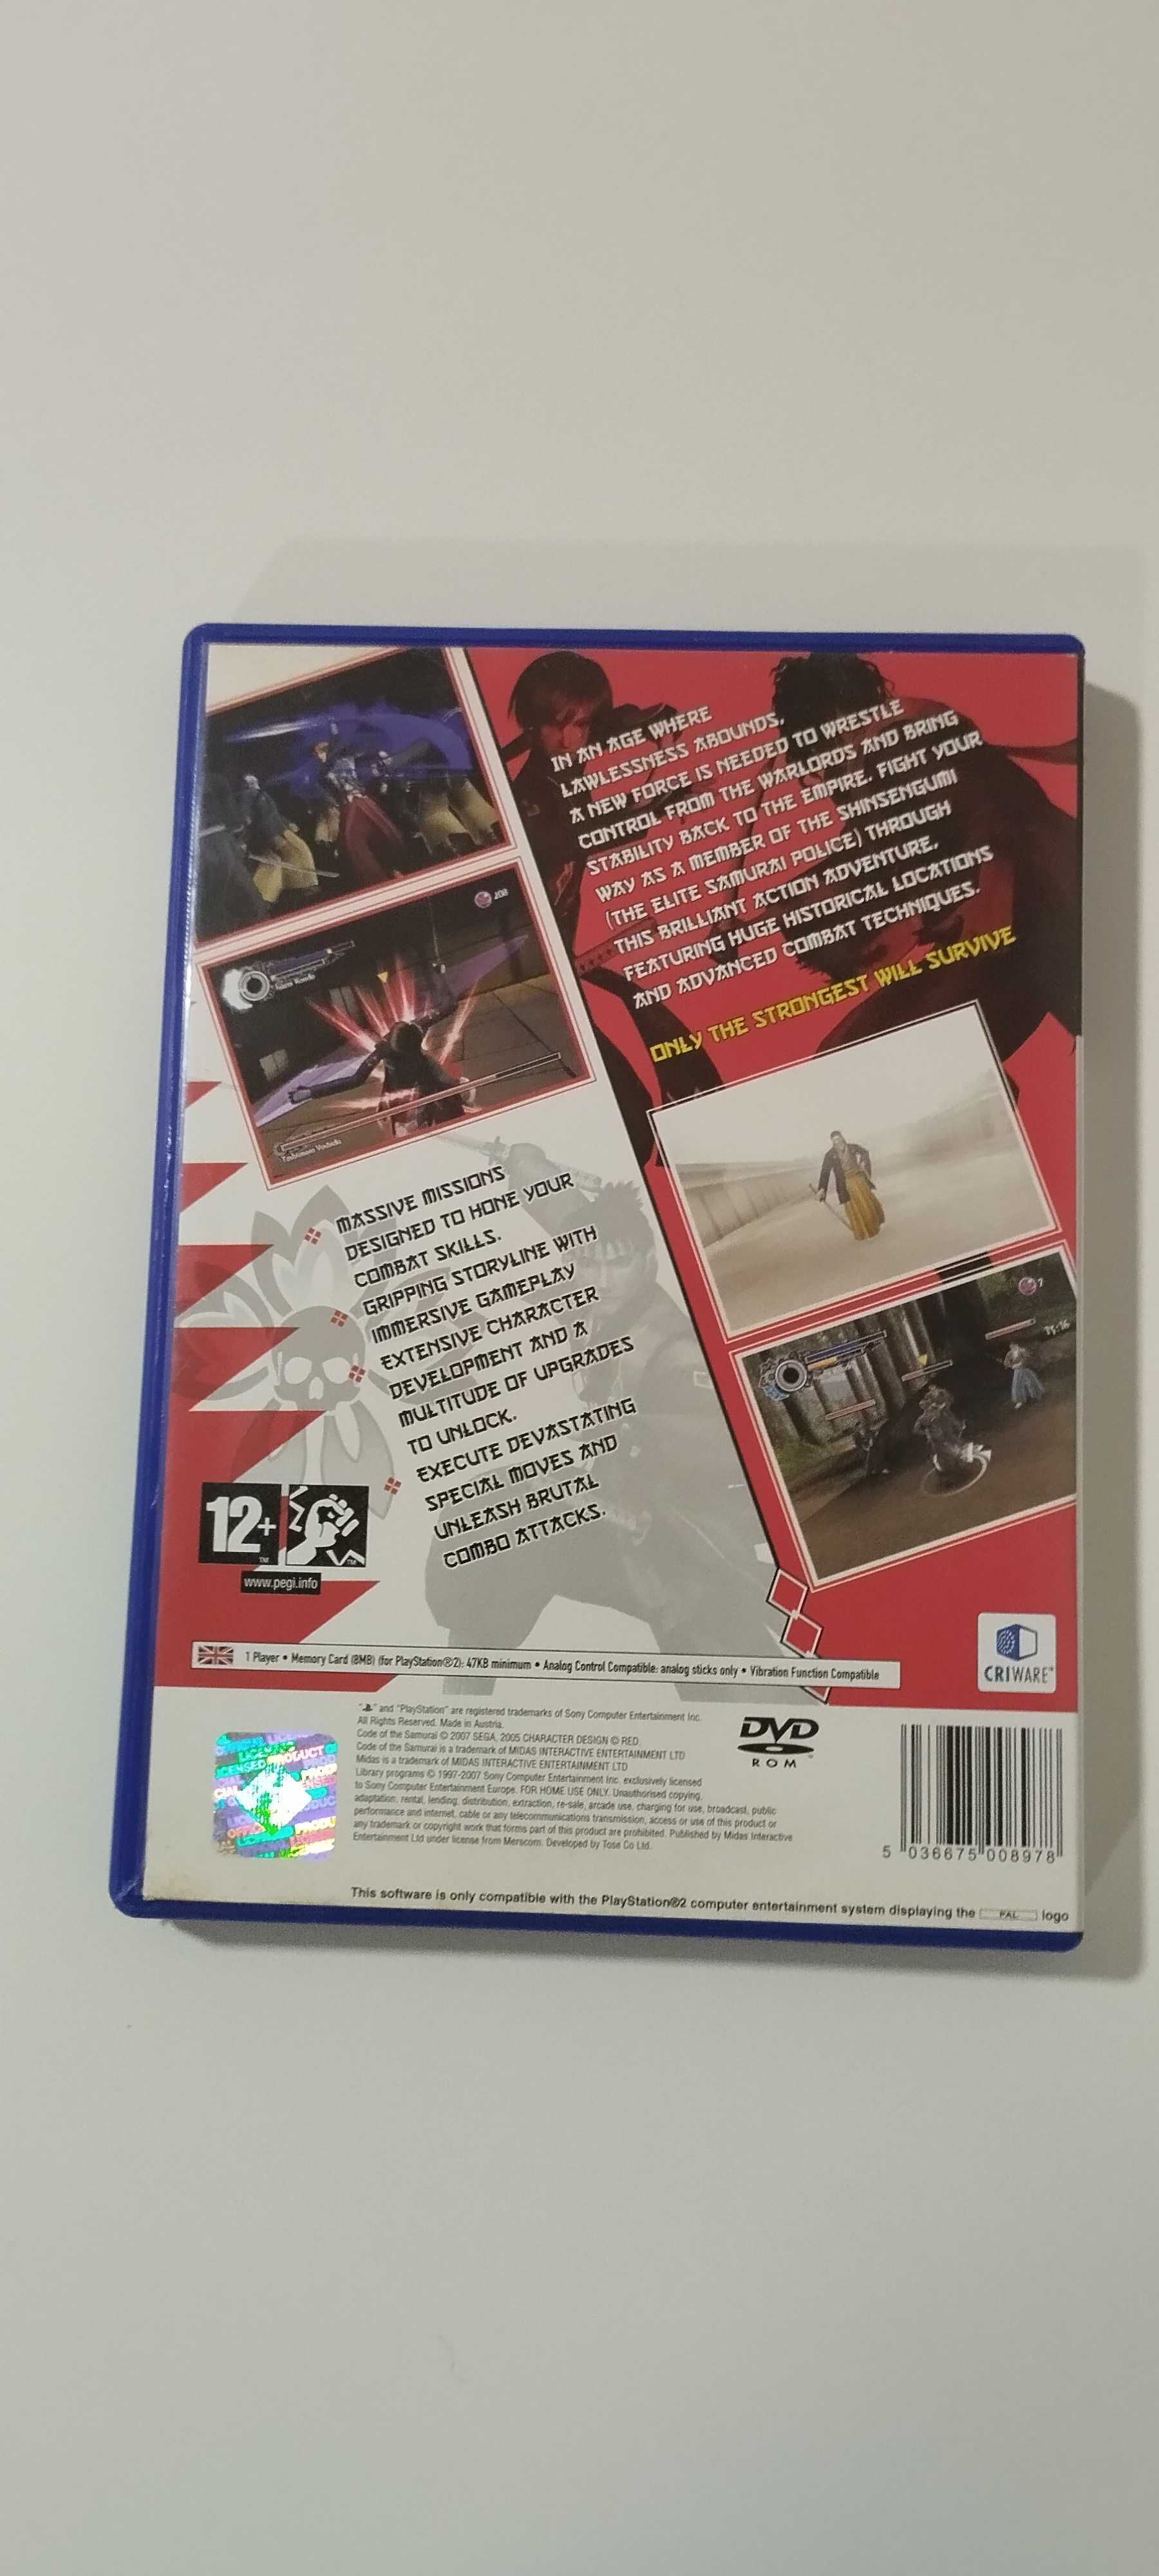 IN AN AGE WHERE
LAWLESSNESS ABOUNDS,
A NEW FORCE IS NEEDED TO WRESTLE
CONTROL FROM THE WARLORDS AND BRING
STABILITY BACK TO THE EMPIRE. FIGHT YOUR
WAY AS A MEMBER OF THE SHINSENGUMI
(THE ELITE SAMURAI POLICE) THROUGH
THIS BRILLIANT ACTION ADVENTURE,
FEATURING HUGE HISTORICAL LOCATIONS
AND ADVANCED COMBAT TECHNIQUES.
ONLY THE STRONGEST WILL SURVIVE
208
MASSIVE MISSIONS
DESIGNED TO HONE YOUR
COMBAT SKILLS.
GRIPPING STORYLINE WITH
IMMERSIVE GAMEPLAY
EXTENSIVE CHARACTER
DEVELOPMENT AND A
MULTITUDE OF UPGRADES
TO UNLOCK.
EXECUTE DEVASTATING
SPECIAL MOVES AND
UNLEASH BRUTAL
COMBO ATTACKS.
7
12+
TM
www.pegi.info
CRIWARE™
1 Player • Memory Card (8MB) (for PlayStation®2): 47KB minimum • Analog Control Compatible: analog sticks only • Vibration Function Compatible
" " and "PlayStation" are registered trademarks of Sony Computer Entertainment Inc.
All Rights Reserved. Made in Austria.
Code of the Samurai © 2007 SEGA, 2005 CHARACTER DESIGN © RED.
Code of the Samurai is a trademark of MIDAS INTERACTIVE ENTERTAINMENT LTD
Midas is a trademark of MIDAS INTERACTIVE ENTERTAINMENT LTD
Library programs © 1997-2007 Sony Computer Entertainment Inc. exclusively licensed
to Sony Computer Entertainment Europe. FOR HOME USE ONLY. Unauthorised copying,
adaptation, rental, lending, distribution, extraction, re-sale, arcade use, charging for use, broadcast, public
performance and internet, cable or any telecommunications transmission, access or use of this product or
any trademark or copyright work that forms part of this product are prohibited. Published by Midas Interactive
Entertainment Ltd under license from Merscom. Developed by Tose Co Ltd.
DVD
ROM
LICENSED PRODUCT
5 036675 008978
This software is only compatible with the PlayStation®2 computer entertainment system displaying the PAL logo